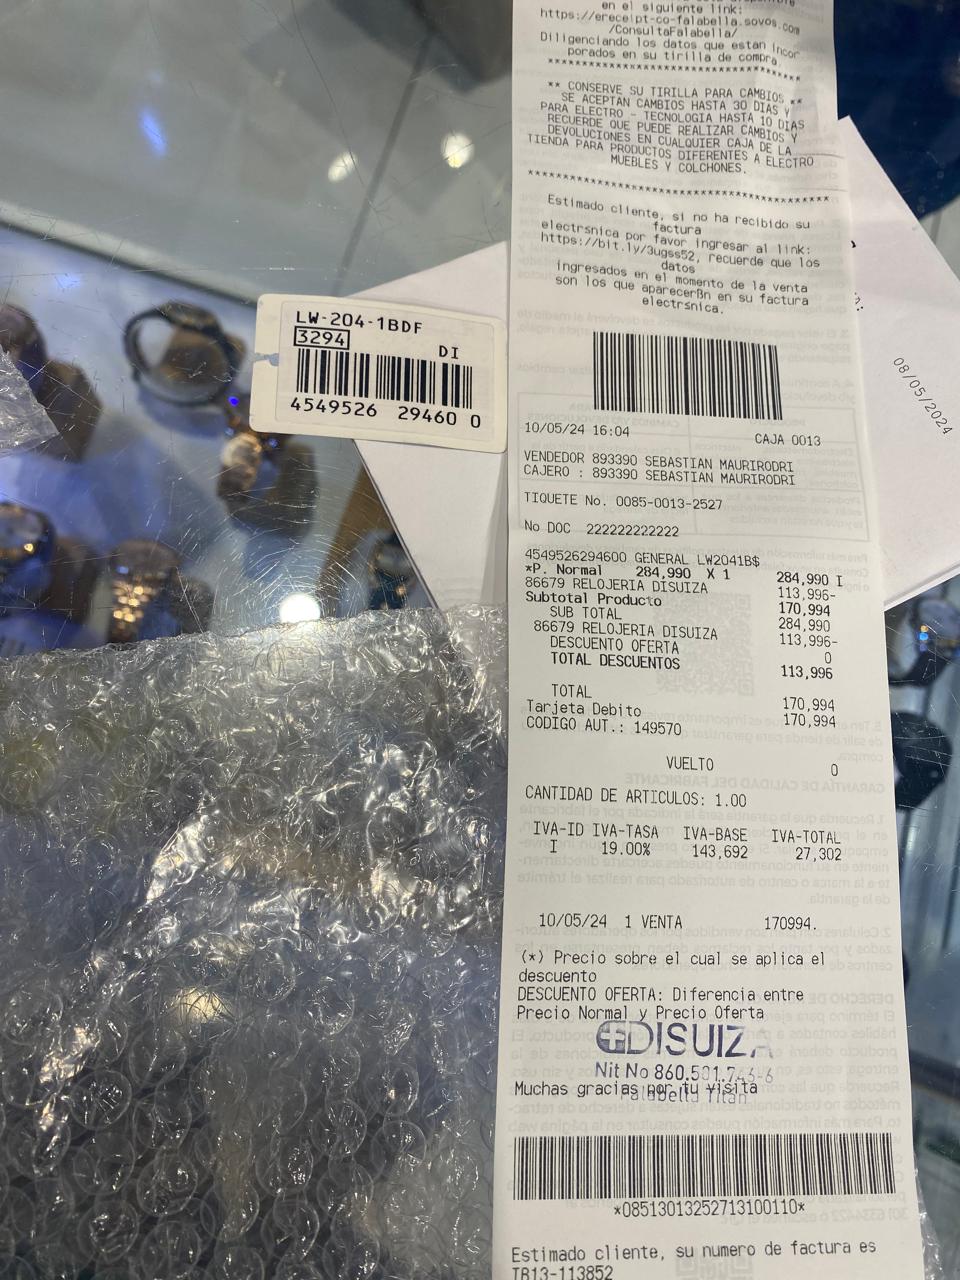 en el siguiente link:
https://ereceipt-co-falabella.sovos.com
/ConsultaFalabella/
Diligenciando los datos que estan incor
porados en su tirilla de compra.
** CONSERVE SU TIRILLA PARA CAMBIOS **
SE ACEPTAN CAMBIOS HASTA 30 DIAS Y
PARA ELECTRO - TECNOLOGIA HASTA 10 DIAS
RECUERDE QUE PUEDE REALIZAR CAMBIOS Y
DEVOLUCIONES EN CUALQUIER CAJA DE LA
TIENDA PARA PRODUCTOS DIFERENTES A ELECTRO
MUEBLES Y COLCHONES.
Estimado cliente, si no ha recibido su
factura
electrsnica por favor ingresar al link:
https://bit.ly/3ugss52, recuerde que los
datos
ingresados en el momento de la venta
son los que aparecerßn en su factura
electrsnica.
LW-204-1BDF
3294
DI
4549526 29460 0
08/05/2024
10/05/24 16:04 CAJA 0013
VENDEDOR 893390 SEBASTIAN MAURIRODRI
CAJERO : 893390 SEBASTIAN MAURIRODRI
TIQUETE No. 0085-0013-2527
No DOC 222222222222
4549526294600 GENERAL LW2041B$
*P. Normal 284,990 X 1 284,990 I
86679 RELOJERIA DISUIZA 113,996-
Subtotal Producto 170,994
SUB TOTAL 284,990
86679 RELOJERIA DISUIZA 113,996-
DESCUENTO OFERTA 0
TOTAL DESCUENTOS 113,996
TOTAL 170,994
Tarjeta Debito 170,994
CODIGO AUT.: 149570
VUELTO 0
CANTIDAD DE ARTICULOS: 1.00
IVA-ID IVA-TASA IVA-BASE IVA-TOTAL
I 19.00% 143,692 27,302
10/05/24 1 VENTA 170994.
(*) Precio sobre el cual se aplica el
descuento
DESCUENTO OFERTA: Diferencia entre
Precio Normal y Precio Oferta
DISUIZA
Nit No 860.501.
Muchas gracias por tu visita
Falabella Titán
*08513013252713100110*
Estimado cliente, su numero de factura es
TB13-113852